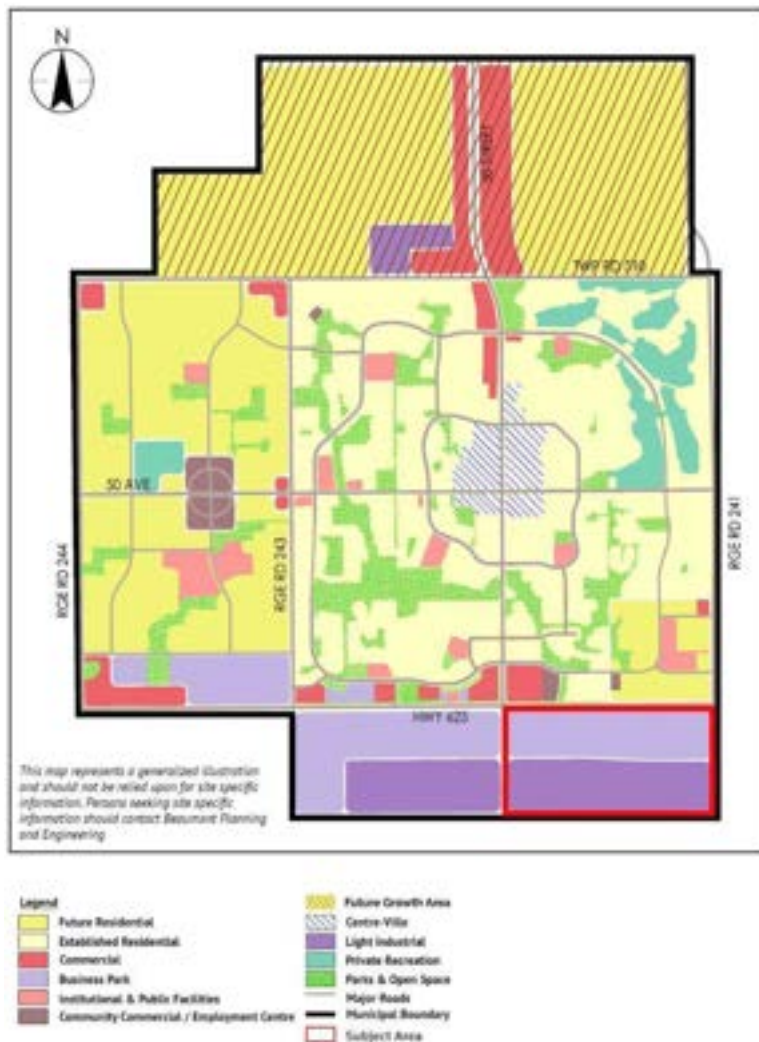 N
50 STREET
TWP RD 510
50 AVE
RGE RD 244
RGE RD 243
RGE RD 241
HWY 625
This map represents a generalized illustration
and should not be relied upon for site specific
information. Persons seeking site specific
information should contact Beaumont Planning
and Engineering
Legend
Future Residential
Established Residential
Commercial
Business Park
Institutional & Public Facilities
Community Commercial / Employment Centre
Future Growth Area
Centre-Ville
Light Industrial
Private Recreation
Parks & Open Space
Major Roads
Municipal Boundary
Subject Area